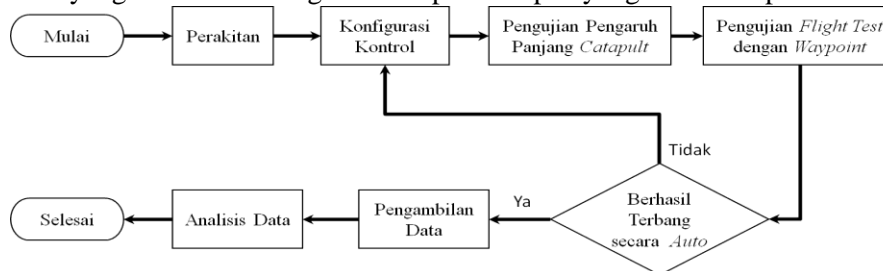 Mulai
Perakitan
Konfigurasi
Kontrol
Pengujian Pengaruh
Panjang Catapult
Pengujian Flight Test
dengan Waypoint
Tidak
Berhasil
Terbang
secara Auto
Ya
Pengambilan
Data
Analisis Data
Selesai